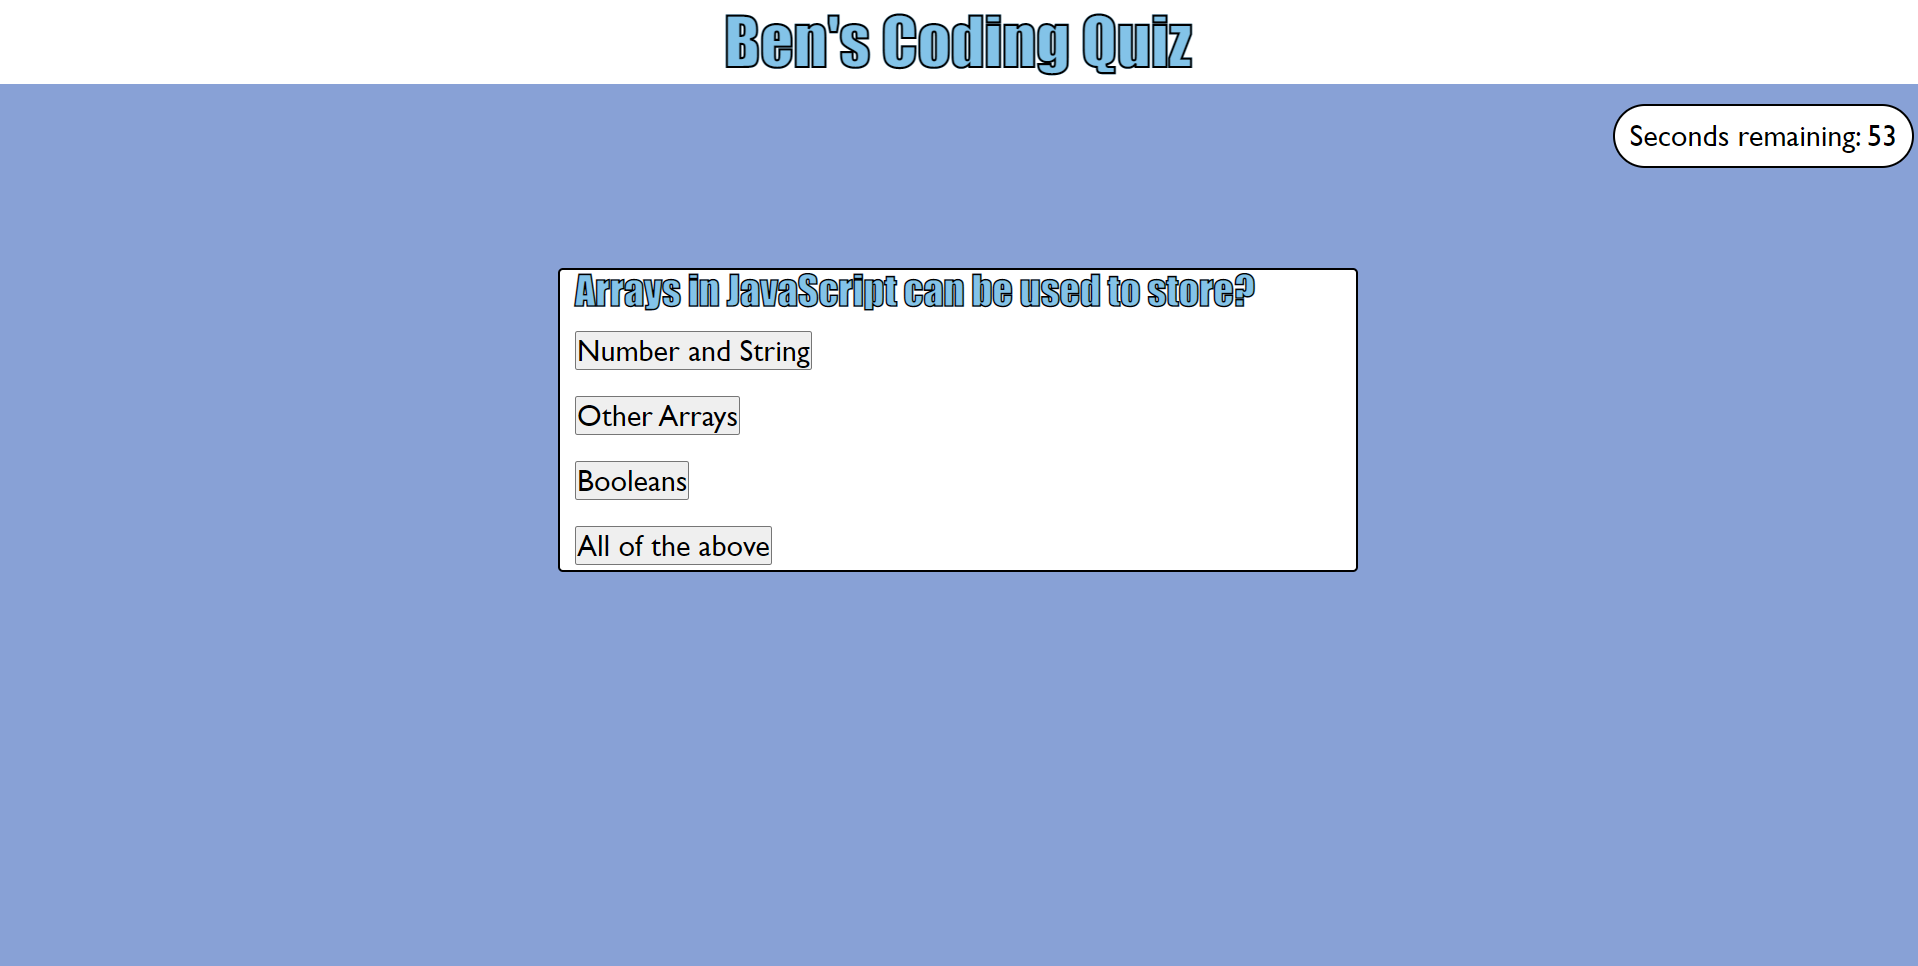 Ben's Coding Quiz
Seconds remaining: 53
Arrays in JavaScript can be used to store?
Number and String
Other Arrays
Booleans
All of the above